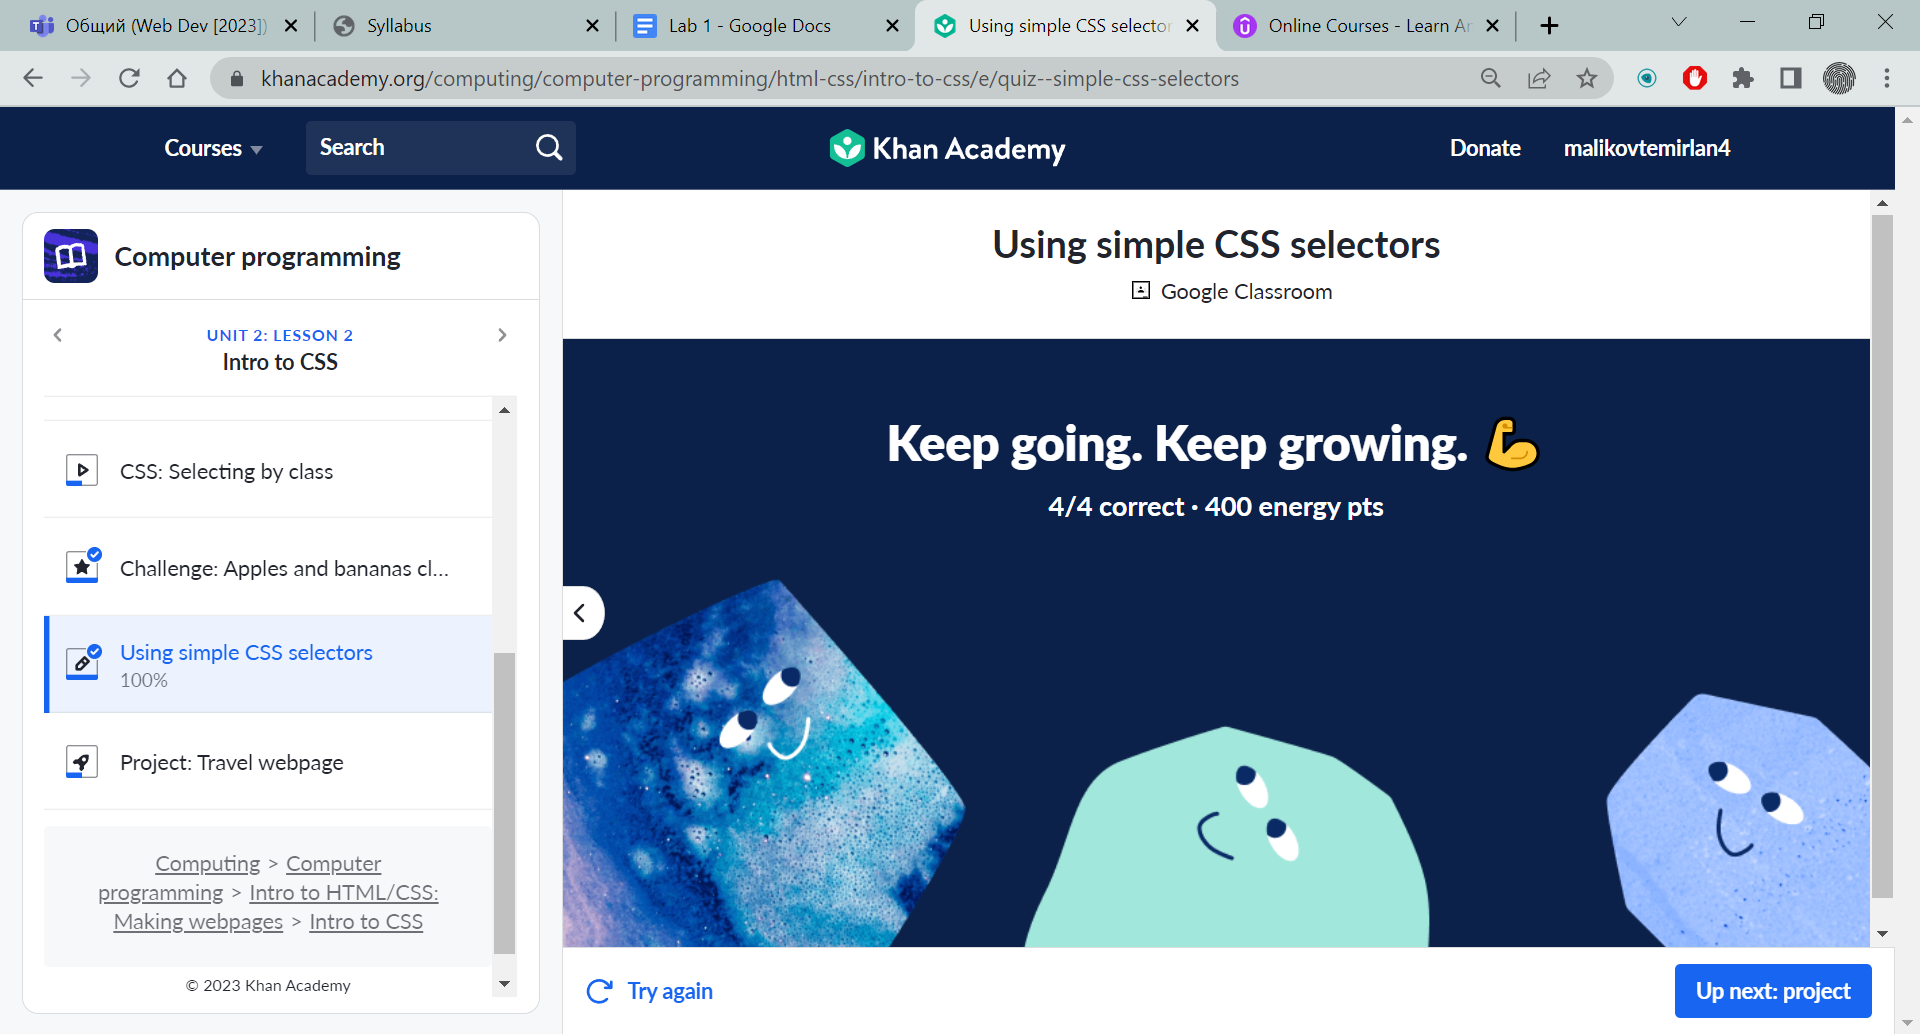 Общий (Web Dev [2023])
Syllabus
Lab 1 - Google Docs
Using simple CSS selector
Online Courses - Learn Ar
khanacademy.org/computing/computer-programming/html-css/intro-to-css/e/quiz--simple-css-selectors
Courses
Search
Khan Academy
Donate
malikovtemirlan4
Computer programming
UNIT 2: LESSON 2
Intro to CSS
CSS: Selecting by class
Challenge: Apples and bananas cl...
Using simple CSS selectors
100%
Project: Travel webpage
Computing > Computer
programming > Intro to HTML/CSS:
Making webpages > Intro to CSS
© 2023 Khan Academy
Using simple CSS selectors
Google Classroom
Keep going. Keep growing. 💪
4/4 correct · 400 energy pts
Try again
Up next: project